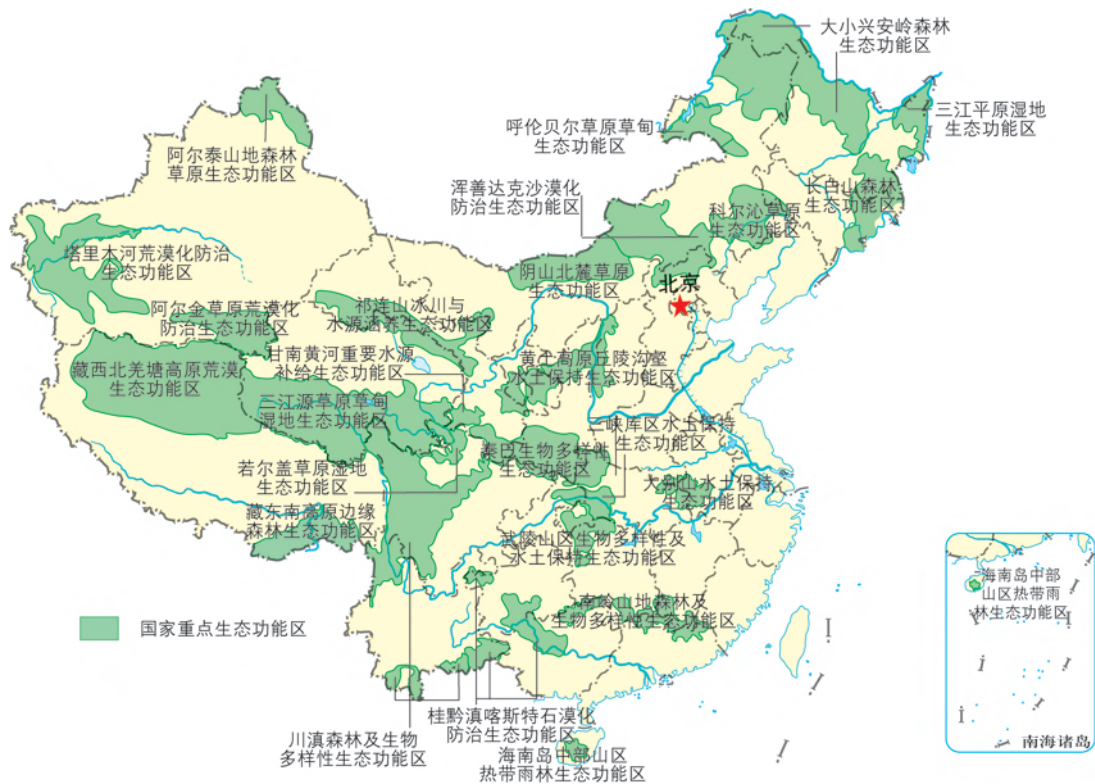 大小兴安岭森林
生态功能区
三江平原湿地
生态功能区
呼伦贝尔草原草甸
生态功能区
阿尔泰山地森林
草原生态功能区
浑善达克沙漠化
防治生态功能区
长白山森林
生态功能区
科尔沁草原
生态功能区
塔里木河荒漠化防治
生态功能区
阴山北麓草原
生态功能区
北京
阿尔金草原荒漠化
防治生态功能区
祁连山冰川与
水源涵养生态功能区
甘南黄河重要水源
补给生态功能区
黄土高原丘陵沟壑
水土保持生态功能区
藏西北羌塘高原荒漠
生态功能区
三江源草原草甸
湿地生态功能区
三峡库区水土保持
生态功能区
秦巴生物多样性
生态功能区
若尔盖草原湿地
生态功能区
大别山水土保持
生态功能区
藏东南高原边缘
森林生态功能区
武陵山区生物多样性及
水土保持生态功能区
南岭山地森林及
生物多样性生态功能区
国家重点生态功能区
桂黔滇喀斯特石漠化
防治生态功能区
川滇森林及生物
多样性生态功能区
海南岛中部山区
热带雨林生态功能区
海南岛中部
山区热带雨
林生态功能区
南海诸岛